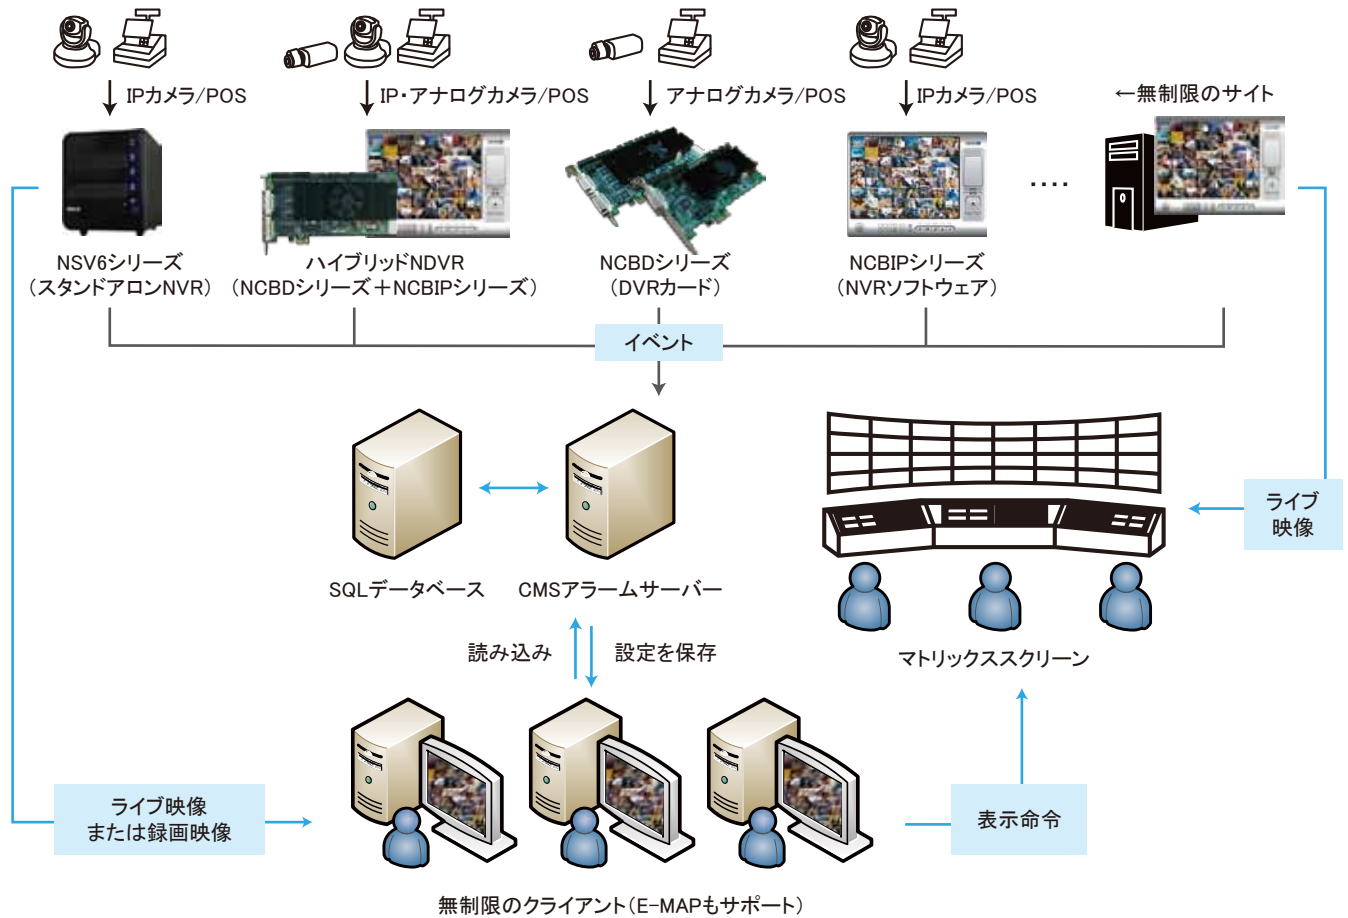 IPカメラ/POS
IP・アナログカメラ/POS
アナログカメラ/POS
IPカメラ/POS
←無制限のサイト
････
NSV6シリーズ
（スタンドアロンNVR）
ハイブリッドNDVR
（NCBDシリーズ＋NCBIPシリーズ）
NCBDシリーズ
（DVRカード）
NCBIPシリーズ
（NVRソフトウェア）
イベント
SQLデータベース
CMSアラームサーバー
ライブ
映像
読み込み
設定を保存
マトリックススクリーン
ライブ映像
または録画映像
表示命令
無制限のクライアント（E-MAPもサポート）